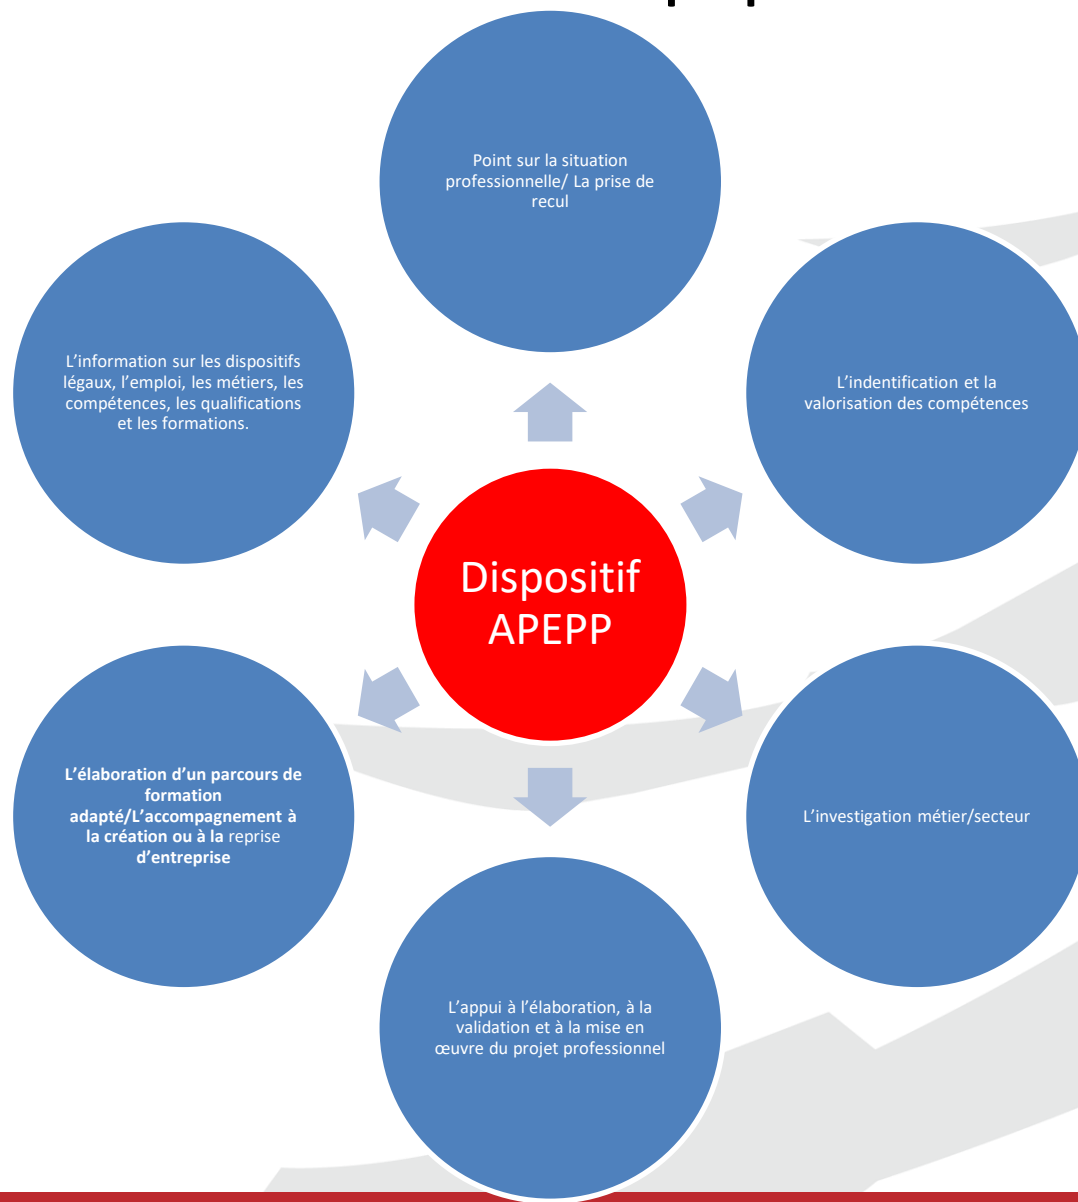 Point sur la situation
professionnelle/ La prise de
recul
L'information sur les dispositifs
légaux, l'emploi, les métiers, les
compétences, les qualifications
et les formations.
L'indentification et la
valorisation des compétences
Dispositif
APEPP
L'élaboration d'un parcours de
formation
adapté/L'accompagnement à
la création ou à la reprise
d'entreprise
L'investigation métier/secteur
L'appui à l'élaboration, à la
validation et à la mise en
œuvre du projet professionnel